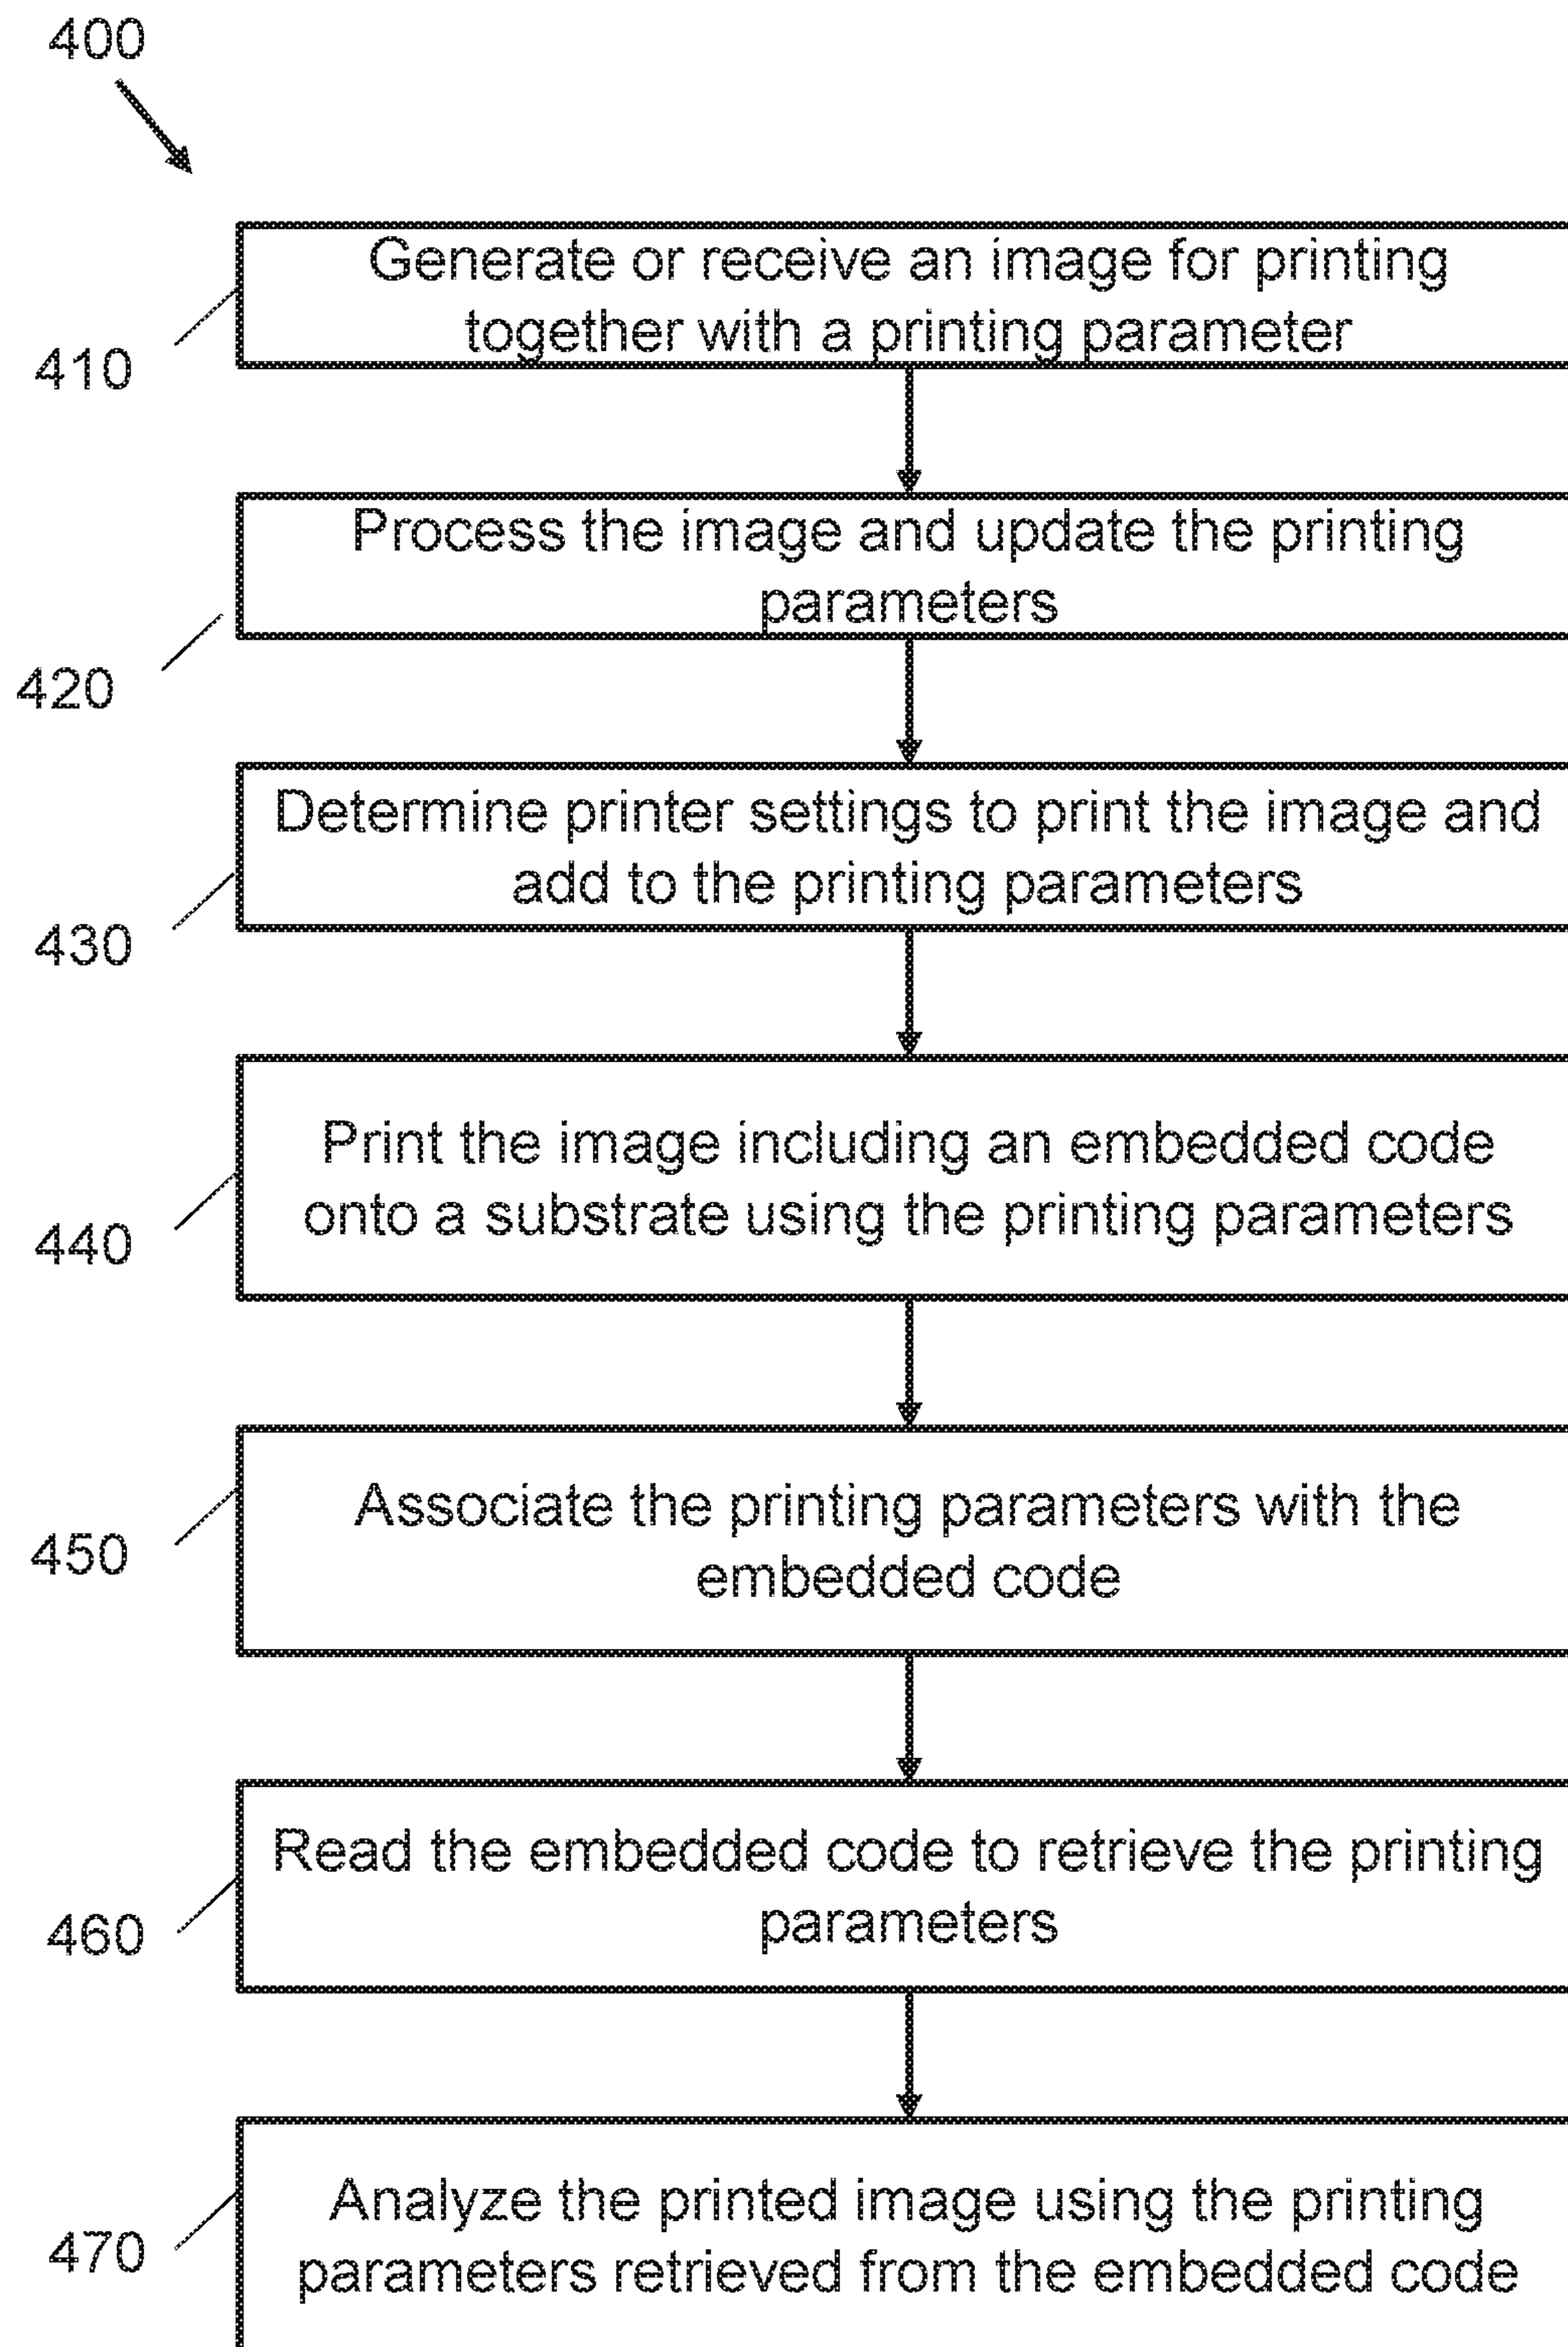 400
Generate or receive an image for printing
together with a printing parameter
410
Process the image and update the printing
parameters
420
Determine printer settings to print the image and
add to the printing parameters
430
Print the image including an embedded code
onto a substrate using the printing parameters
440
Associate the printing parameters with the
embedded code
450
Read the embedded code to retrieve the printing
parameters
460
Analyze the printed image using the printing
parameters retrieved from the embedded code
470